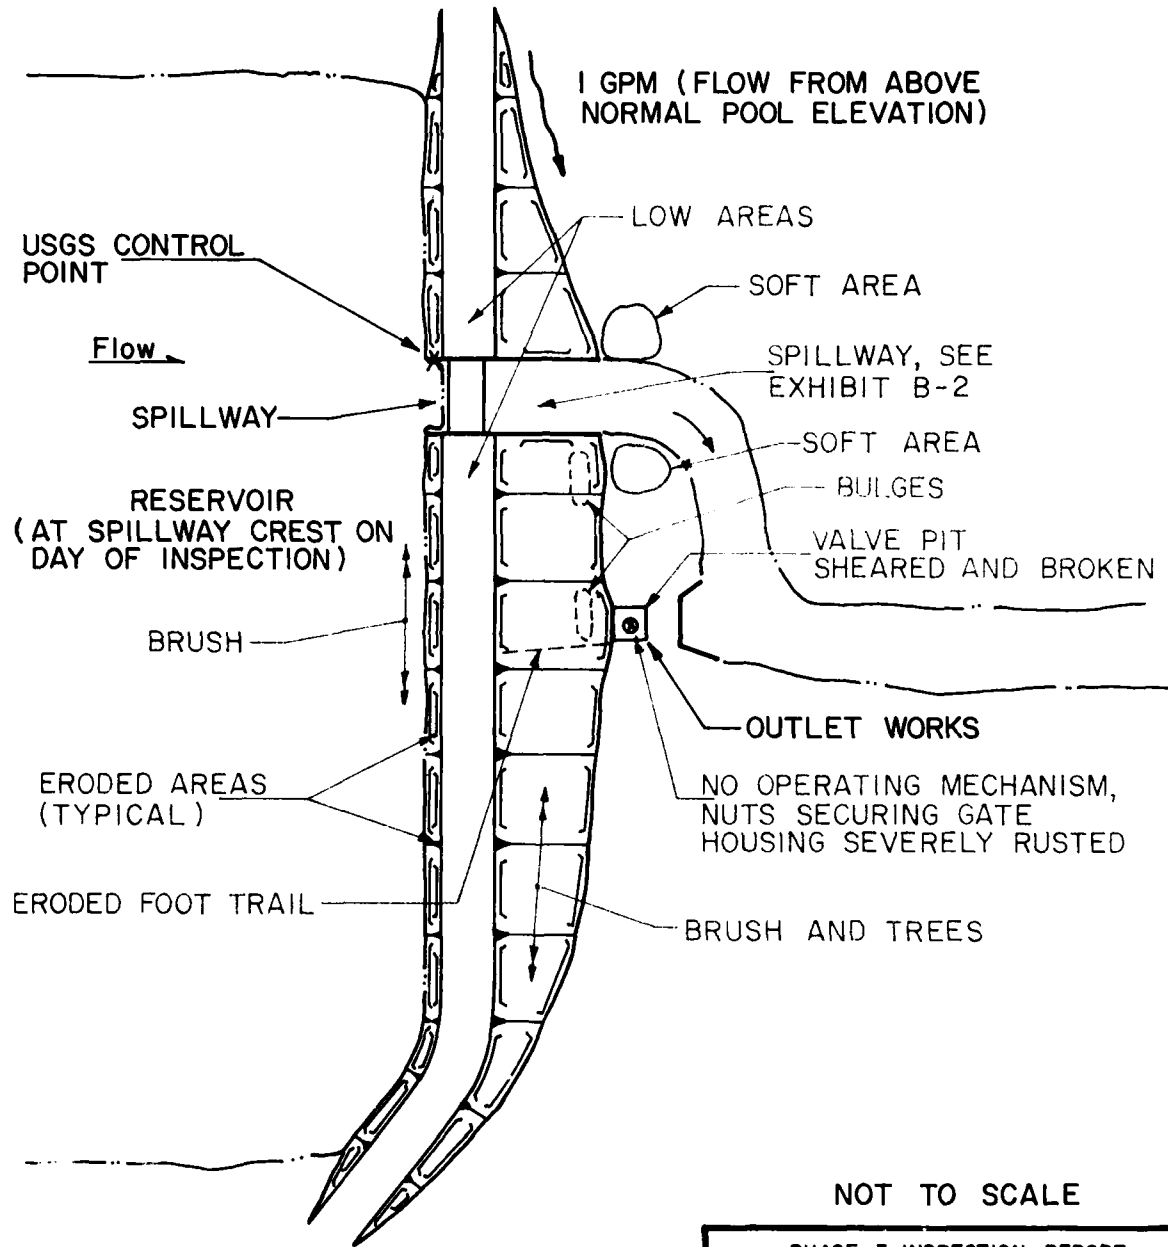 1 GPM (FLOW FROM ABOVE
NORMAL POOL ELEVATION)
LOW AREAS
USGS CONTROL
POINT
SOFT AREA
Flow
SPILLWAY, SEE
EXHIBIT B-2
SPILLWAY
SOFT AREA
BULGES
RESERVOIR
(AT SPILLWAY CREST ON
DAY OF INSPECTION)
VALVE PIT
SHEARED AND BROKEN
BRUSH
OUTLET WORKS
ERODED AREAS
(TYPICAL)
NO OPERATING MECHANISM,
NUTS SECURING GATE
HOUSING SEVERELY RUSTED
ERODED FOOT TRAIL
BRUSH AND TREES
NOT TO SCALE
PHASE I INSPECTION REPORT